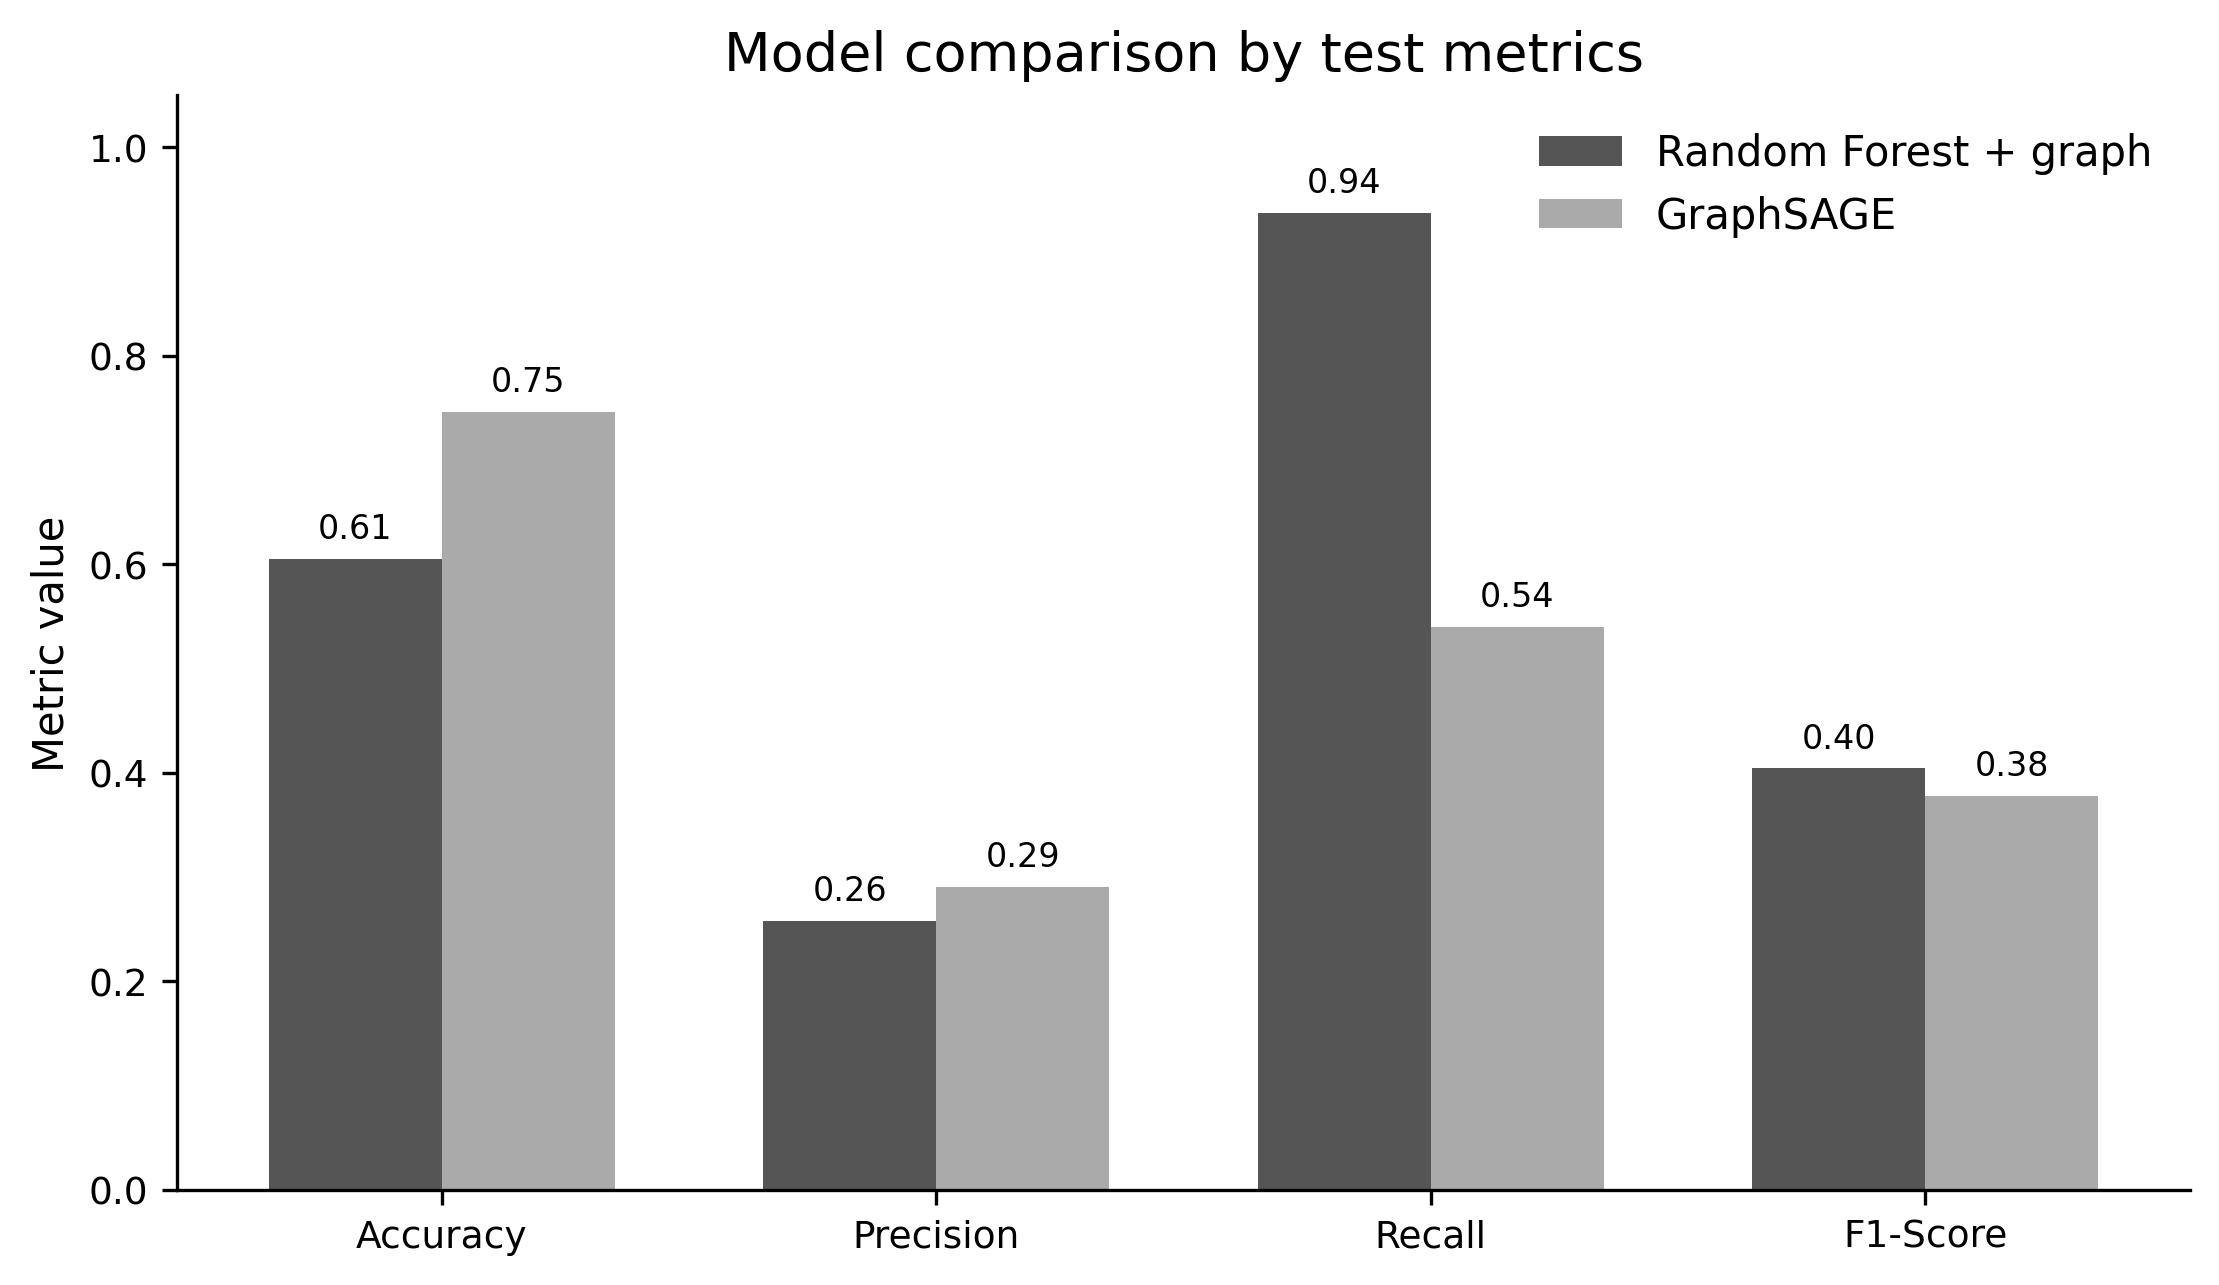 Model comparison by test metrics
Random Forest + graph
GraphSAGE
Metric value
1.0
0.8
0.6
0.4
0.2
0.0
0.61
0.75
0.26
0.29
0.94
0.54
0.40
0.38
Accuracy
Precision
Recall
F1-Score